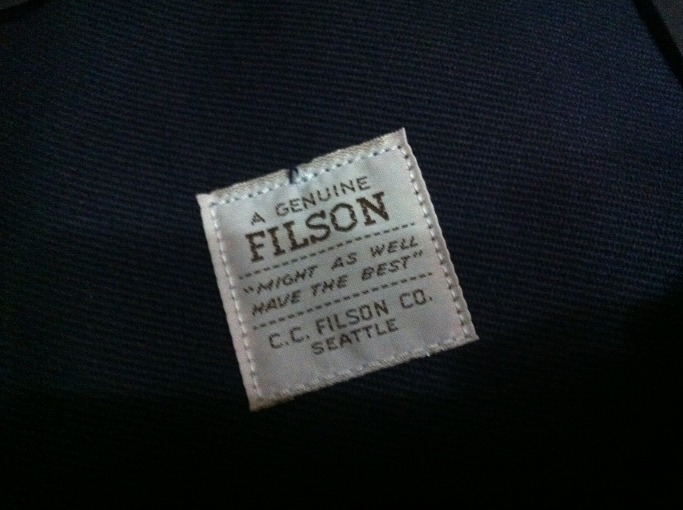 A GENUINE
FILSON
"MIGHT AS WELL
HAVE THE BEST"
C.C. FILSON CO.
SEATTLE